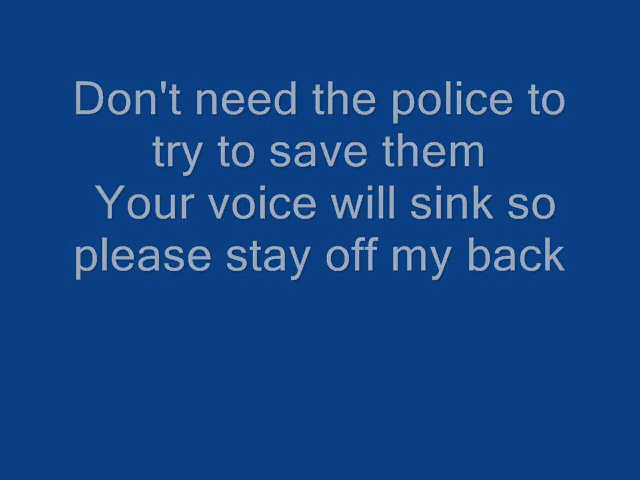 Don't need the police to
try to save them
Your voice will sink so
please stay off my back